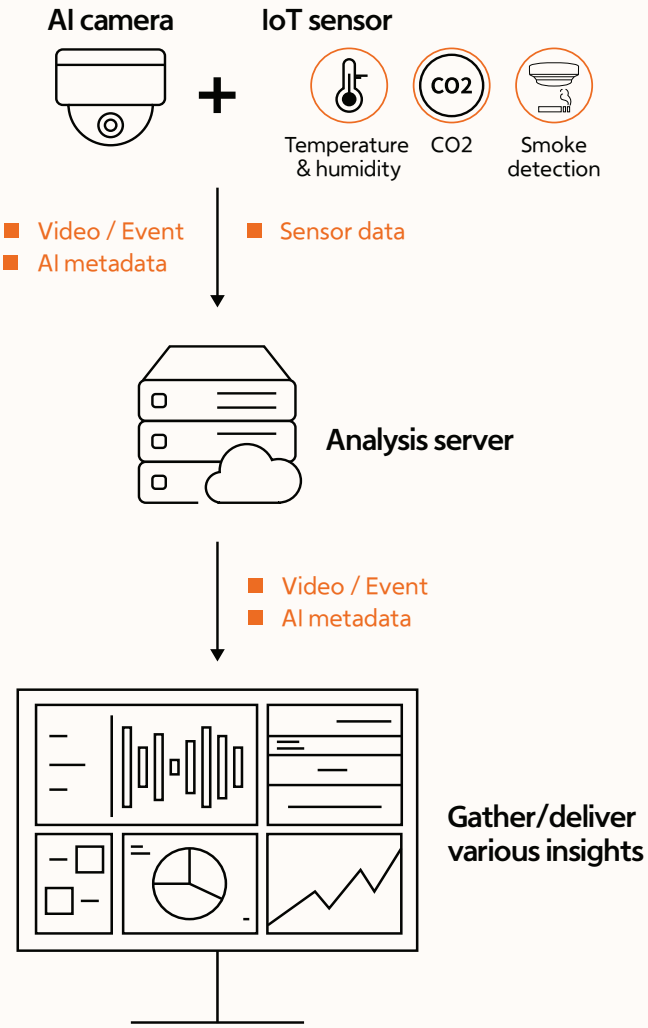 AI camera
IoT sensor
+
CO2
Temperature
& humidity
CO2
Smoke
detection
Video / Event
AI metadata
Sensor data
Analysis server
Video / Event
AI metadata
Gather/deliver
various insights